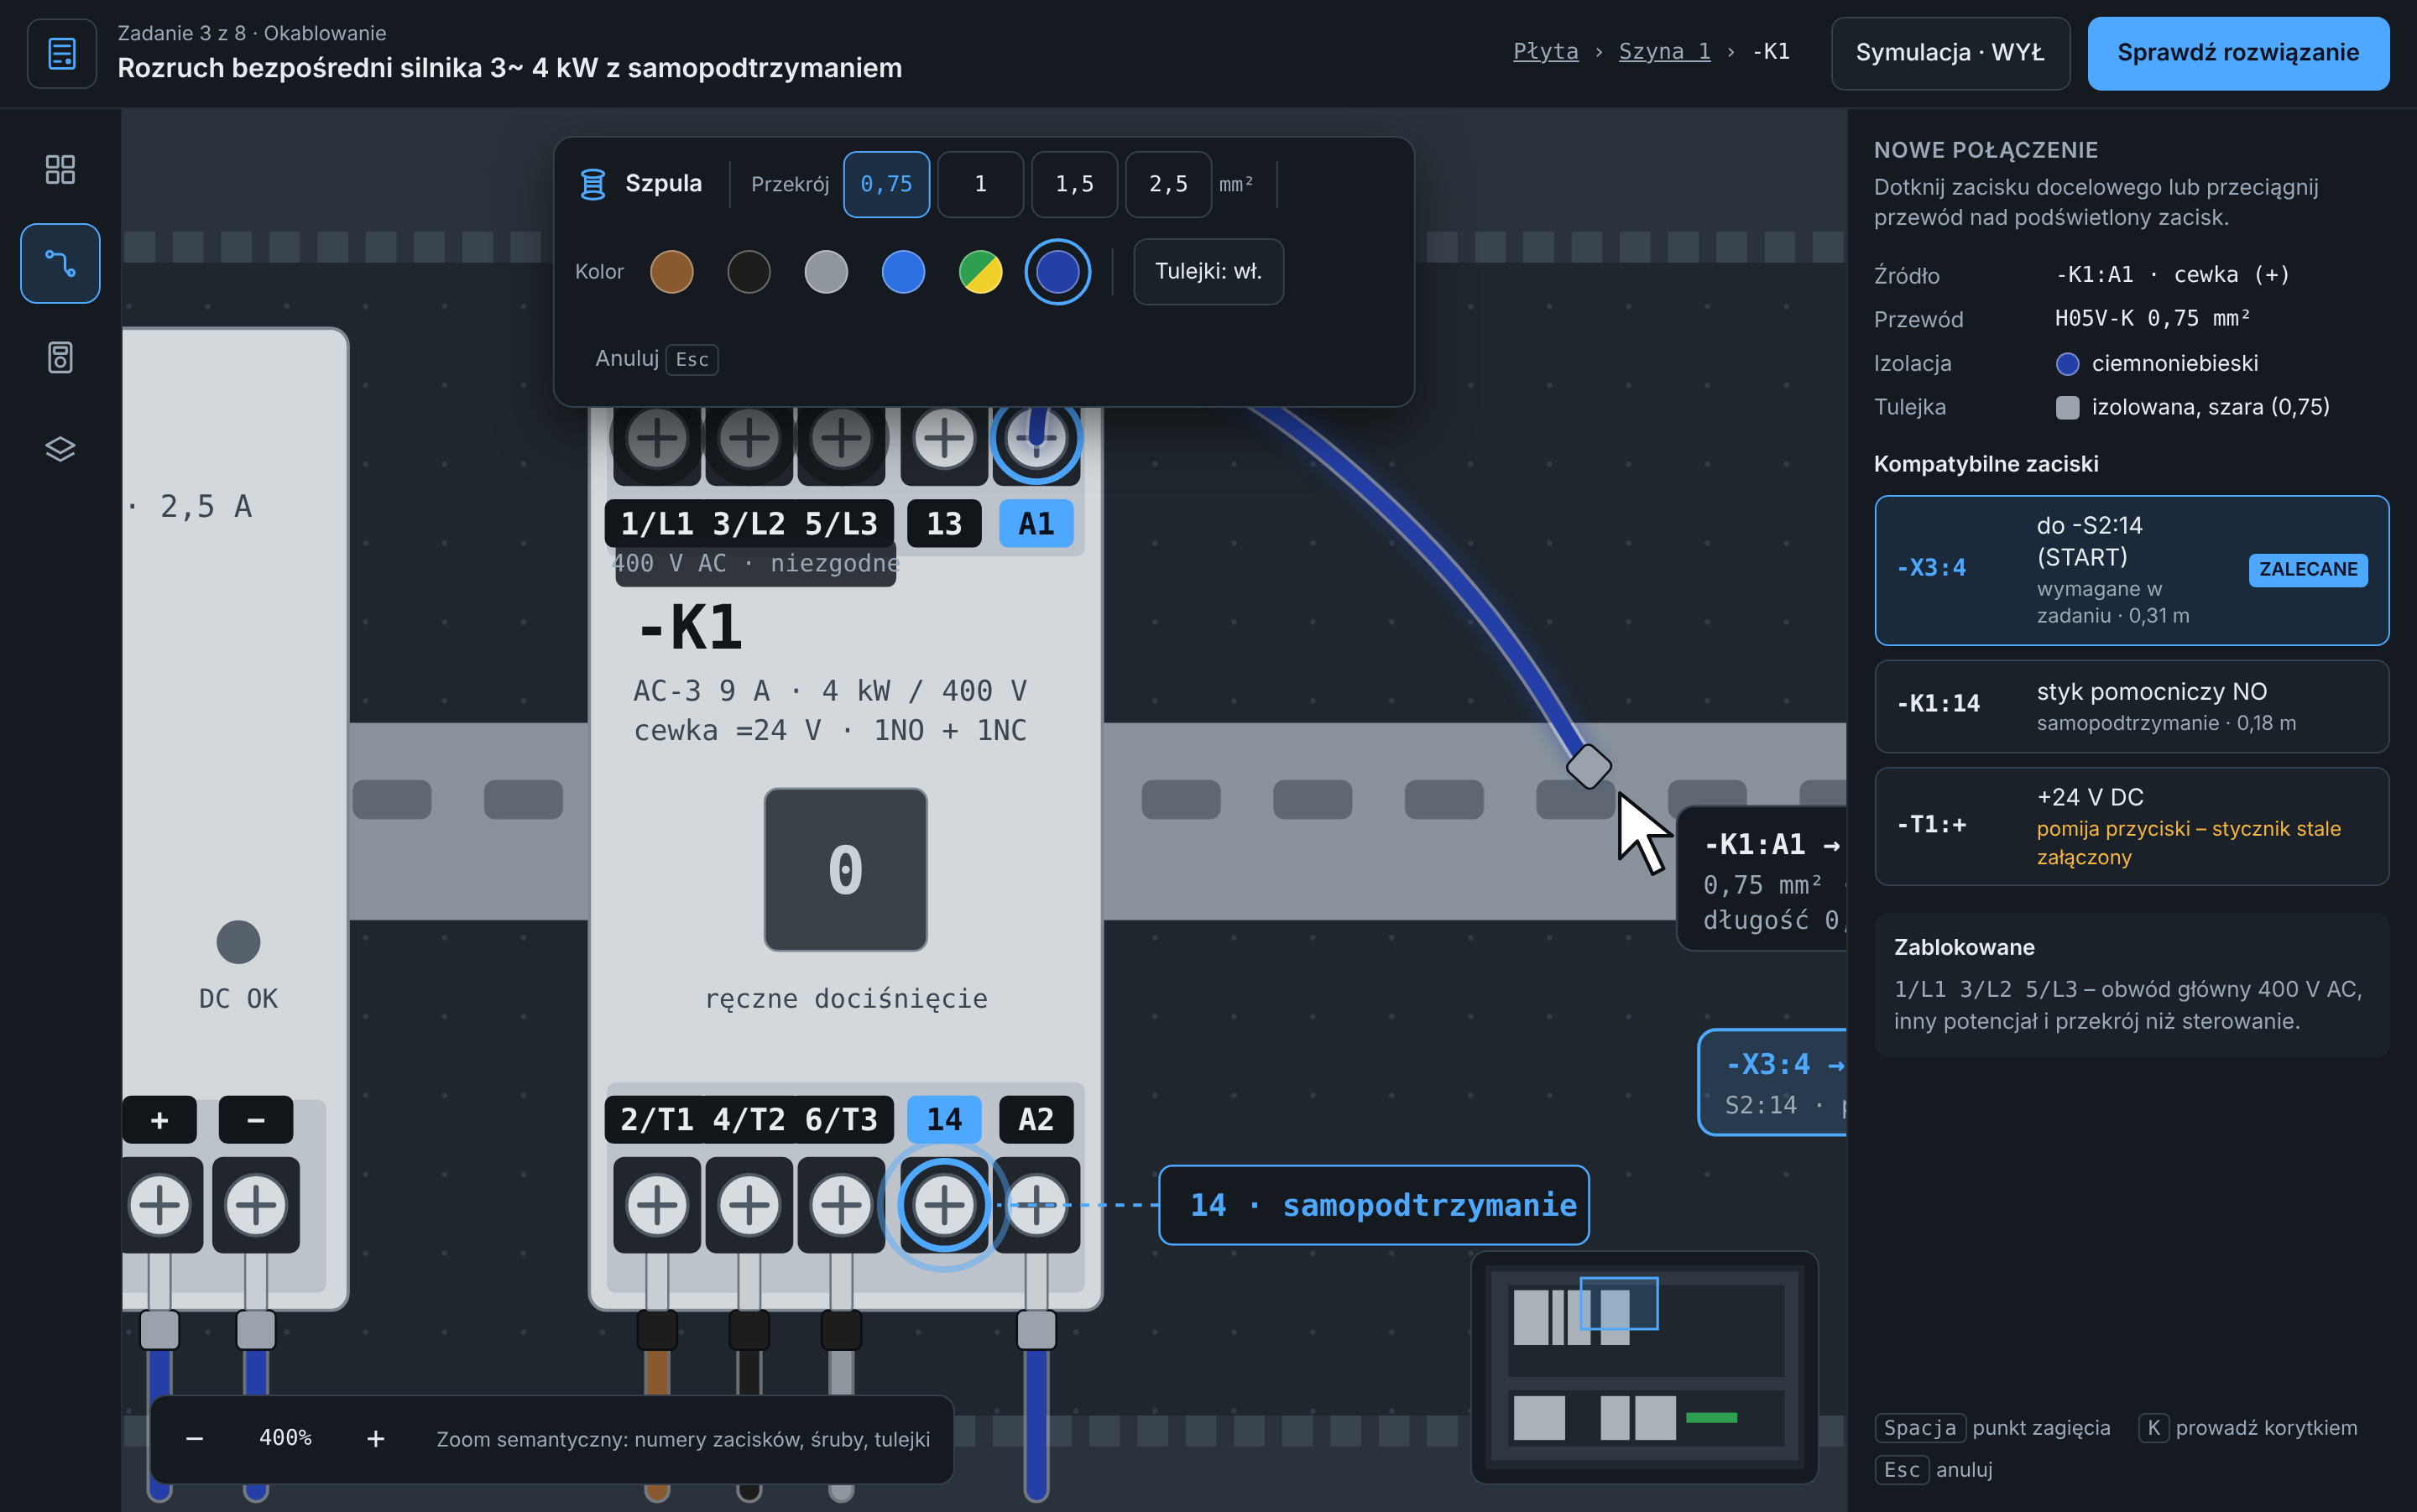 Zadanie 3 z 8 · Okablowanie
Rozruch bezpośredni silnika 3~ 4 kW z samopodtrzymaniem
Płyta › Szyna 1 › -K1
Symulacja · WYŁ
Sprawdź rozwiązanie
Szpula
Przekrój
0,75
1
1,5
2,5
mm²
Kolor
Tulejki: wł.
Anuluj Esc
· 2,5 A
DC OK
+
−
1/L1
3/L2
5/L3
13
A1
400 V AC · niezgodne
-K1
AC-3 9 A · 4 kW / 400 V
cewka =24 V · 1NO + 1NC
0
ręczne dociśnięcie
2/T1
4/T2
6/T3
14
A2
14 · samopodtrzymanie
-K1:A1 →
0,75 mm²
długość 0,
-X3:4 →
S2:14 ·
−
400%
+
Zoom semantyczny: numery zacisków, śruby, tulejki
NOWE POŁĄCZENIE
Dotknij zacisku docelowego lub przeciągnij
przewód nad podświetlony zacisk.
Źródło
-K1:A1 · cewka (+)
Przewód
H05V-K 0,75 mm²
Izolacja
ciemnoniebieski
Tulejka
izolowana, szara (0,75)
Kompatybilne zaciski
-X3:4
do -S2:14
(START)
wymagane w
zadaniu · 0,31 m
ZALECANE
-K1:14
styk pomocniczy NO
samopodtrzymanie · 0,18 m
-T1:+
+24 V DC
pomija przyciski – stycznik stale
załączony
Zablokowane
1/L1 3/L2 5/L3 – obwód główny 400 V AC,
inny potencjał i przekrój niż sterowanie.
Spacja punkt zagięcia
K prowadź korytkiem
Esc anuluj